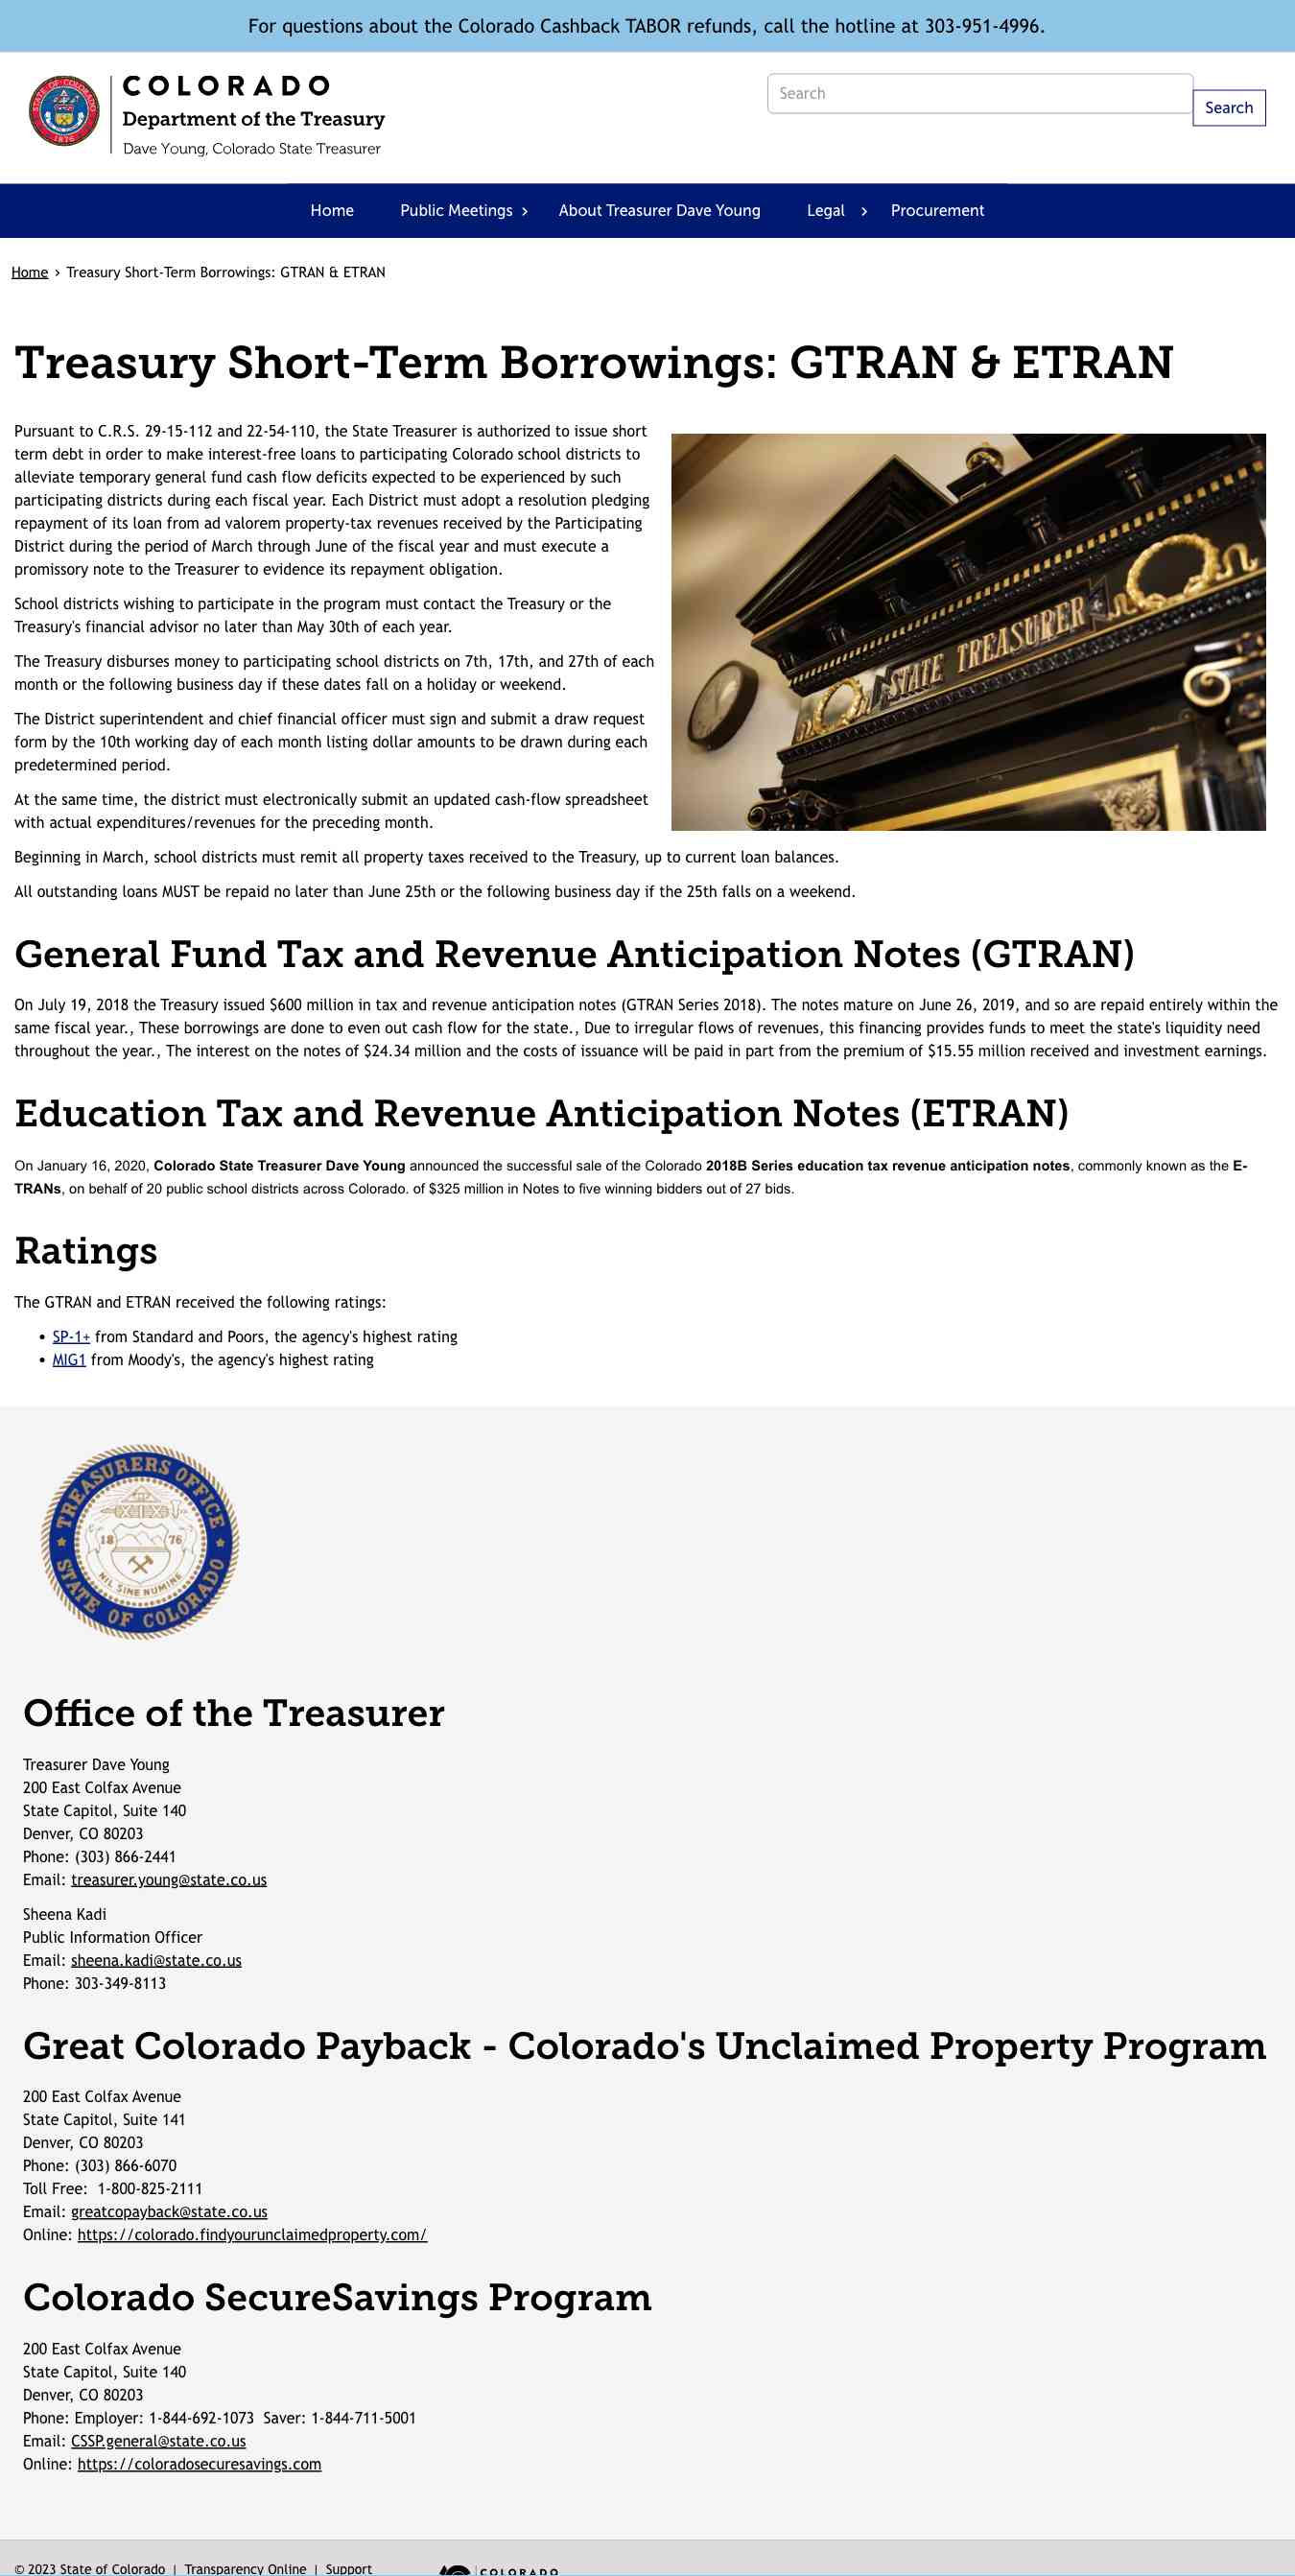 For questions about the Colorado Cashback TABOR refunds, call the hotline at 303-951-4996.
STATE OF COLORADO
1876
COLORADO
Department of the Treasury
Dave Young, Colorado State Treasurer
Search
Search
Home
Public Meetings
About Treasurer Dave Young
Legal
Procurement
Home › Treasury Short-Term Borrowings: GTRAN & ETRAN
Treasury Short-Term Borrowings: GTRAN & ETRAN
Pursuant to C.R.S. 29-15-112 and 22-54-110, the State Treasurer is authorized to issue short
term debt in order to make interest-free loans to participating Colorado school districts to
alleviate temporary general fund cash flow deficits expected to be experienced by such
participating districts during each fiscal year. Each District must adopt a resolution pledging
repayment of its loan from ad valorem property-tax revenues received by the Participating
District during the period of March through June of the fiscal year and must execute a
promissory note to the Treasurer to evidence its repayment obligation.
STATE TREASURER
School districts wishing to participate in the program must contact the Treasury or the
Treasury's financial advisor no later than May 30th of each year.
The Treasury disburses money to participating school districts on 7th, 17th, and 27th of each
month or the following business day if these dates fall on a holiday or weekend.
The District superintendent and chief financial officer must sign and submit a draw request
form by the 10th working day of each month listing dollar amounts to be drawn during each
predetermined period.
At the same time, the district must electronically submit an updated cash-flow spreadsheet
with actual expenditures/revenues for the preceding month.
Beginning in March, school districts must remit all property taxes received to the Treasury, up to current loan balances.
All outstanding loans MUST be repaid no later than June 25th or the following business day if the 25th falls on a weekend.
General Fund Tax and Revenue Anticipation Notes (GTRAN)
On July 19, 2018 the Treasury issued $600 million in tax and revenue anticipation notes (GTRAN Series 2018). The notes mature on June 26, 2019, and so are repaid entirely within the
same fiscal year., These borrowings are done to even out cash flow for the state., Due to irregular flows of revenues, this financing provides funds to meet the state's liquidity need
throughout the year., The interest on the notes of $24.34 million and the costs of issuance will be paid in part from the premium of $15.55 million received and investment earnings.
Education Tax and Revenue Anticipation Notes (ETRAN)
On January 16, 2020, Colorado State Treasurer Dave Young announced the successful sale of the Colorado 2018B Series education tax revenue anticipation notes, commonly known as the E-
TRANs, on behalf of 20 public school districts across Colorado. of $325 million in Notes to five winning bidders out of 27 bids.
Ratings
The GTRAN and ETRAN received the following ratings:
• SP-1+ from Standard and Poors, the agency's highest rating
• MIG1 from Moody's, the agency's highest rating
TREASURERS OFFICE
1876
NIL SINE NUMINE
STATE OF COLORADO
Office of the Treasurer
Treasurer Dave Young
200 East Colfax Avenue
State Capitol, Suite 140
Denver, CO 80203
Phone: (303) 866-2441
Email: treasurer.young@state.co.us
Sheena Kadi
Public Information Officer
Email: sheena.kadi@state.co.us
Phone: 303-349-8113
Great Colorado Payback - Colorado's Unclaimed Property Program
200 East Colfax Avenue
State Capitol, Suite 141
Denver, CO 80203
Phone: (303) 866-6070
Toll Free:  1-800-825-2111
Email: greatcopayback@state.co.us
Online: https://colorado.findyourunclaimedproperty.com/
Colorado SecureSavings Program
200 East Colfax Avenue
State Capitol, Suite 140
Denver, CO 80203
Phone: Employer: 1-844-692-1073  Saver: 1-844-711-5001
Email: CSSP.general@state.co.us
Online: https://coloradosecuresavings.com
© 2023 State of Colorado | Transparency Online | Support
COLORADO